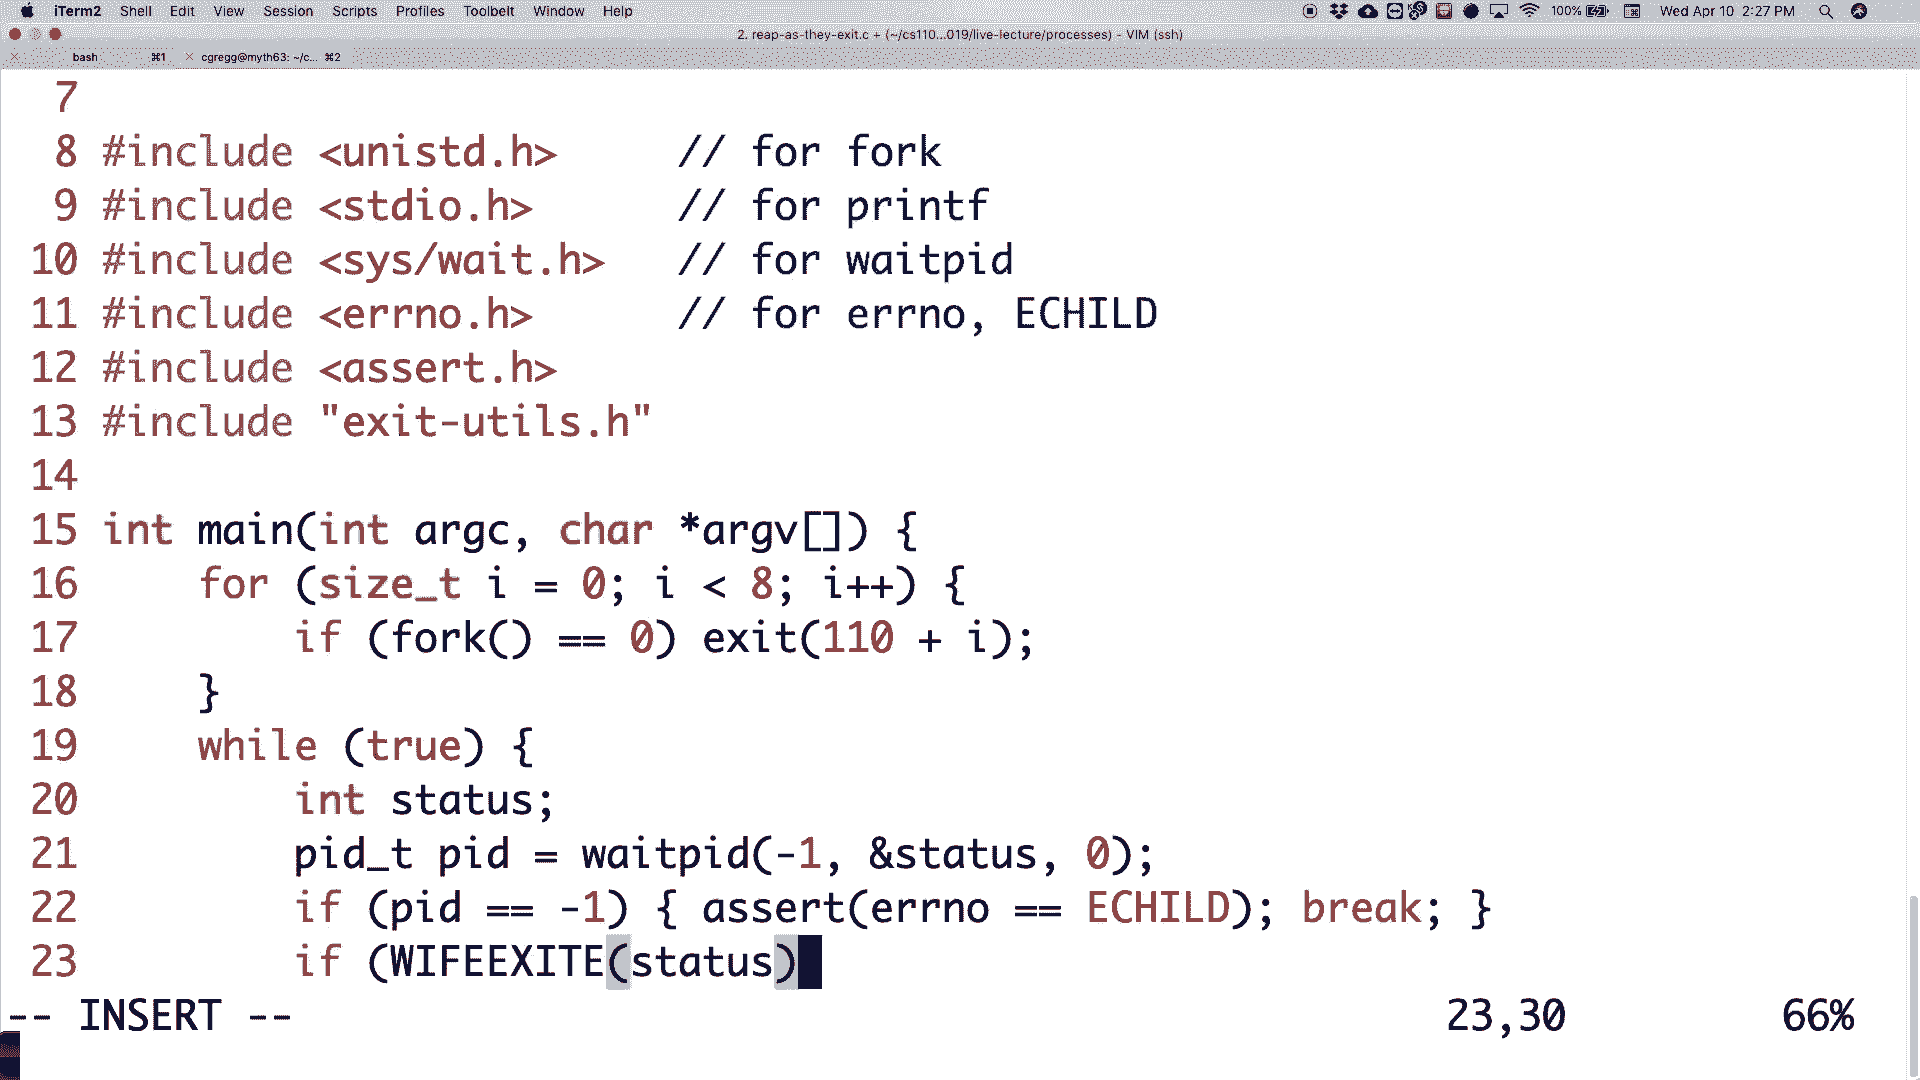 iTerm2 Shell Edit View Session Scripts Profiles Toolbelt Window Help 100% Wed Apr 10 2:27 PM
2. reap-as-they-exit.c + (~/cs110...019/live-lecture/processes) - VIM (ssh)
bash ⌘1 cgregg@myth63: ~/c... ⌘2
7
8 #include <unistd.h> // for fork
9 #include <stdio.h> // for printf
10 #include <sys/wait.h> // for waitpid
11 #include <errno.h> // for errno, ECHILD
12 #include <assert.h>
13 #include "exit-utils.h"
14
15 int main(int argc, char *argv[]) {
16 for (size_t i = 0; i < 8; i++) {
17 if (fork() == 0) exit(110 + i);
18 }
19 while (true) {
20 int status;
21 pid_t pid = waitpid(-1, &status, 0);
22 if (pid == -1) { assert(errno == ECHILD); break; }
23 if (WIFEEXITE(status)
-- INSERT -- 23,30 66%